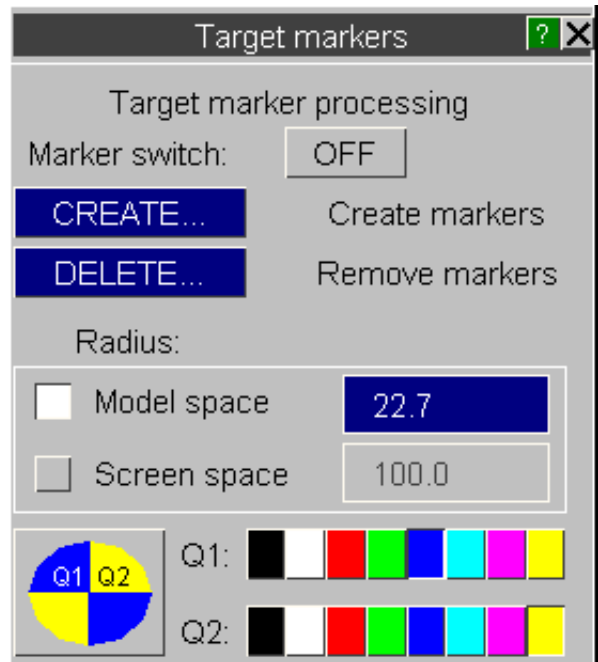 Target markers ? X
Target marker processing
Marker switch: OFF
CREATE... Create markers
DELETE... Remove markers
Radius:
Model space 22.7
Screen space 100.0
Q1 Q2 Q1:
Q2: